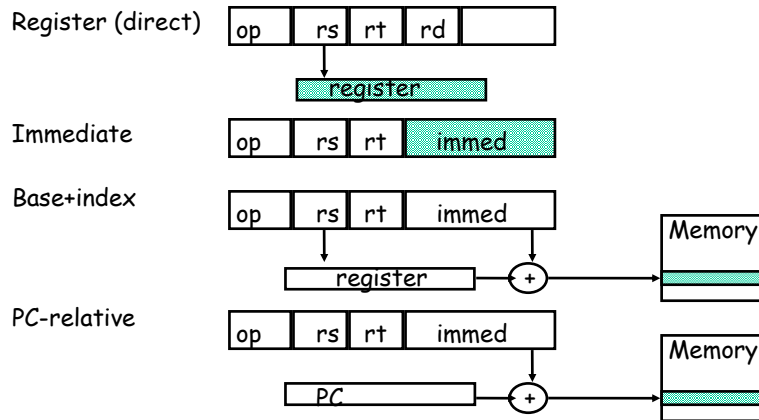 Register (direct)
op rs rt rd
register
Immediate
op rs rt immed
Base+index
op rs rt immed
Memory
register +
PC-relative
op rs rt immed
Memory
PC +